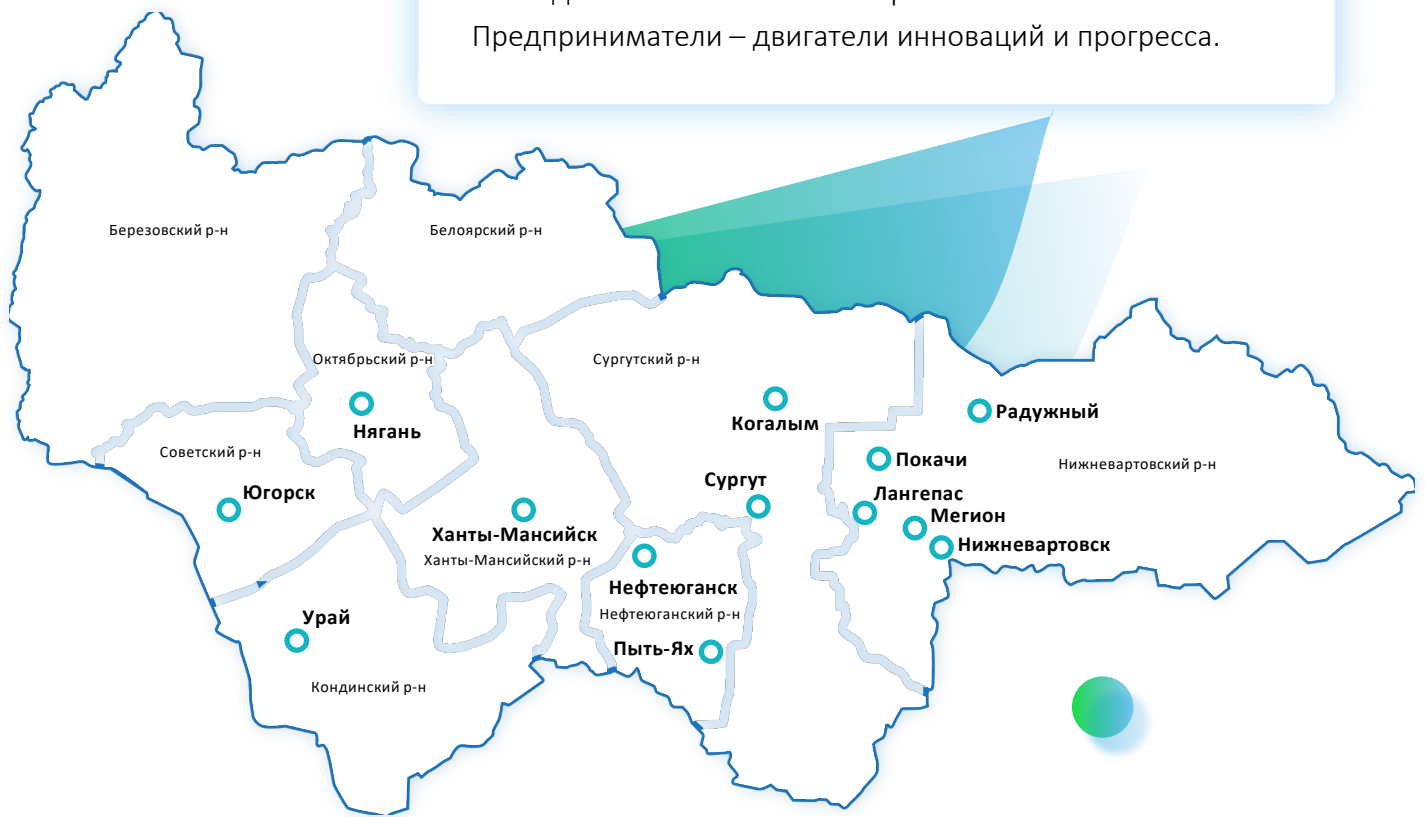 Предприниматели – двигатели инноваций и прогресса.
Березовский р-н
Белоярский р-н
Октябрьский р-н
Сургутский р-н
Нягань
Когалым
Радужный
Советский р-н
Покачи
Нижневартовский р-н
Югорск
Сургут
Лангепас
Мегион
Ханты-Мансийск
Нижневартовск
Ханты-Мансийский р-н
Нефтеюганск
Нефтеюганский р-н
Урай
Пыть-Ях
Кондинский р-н